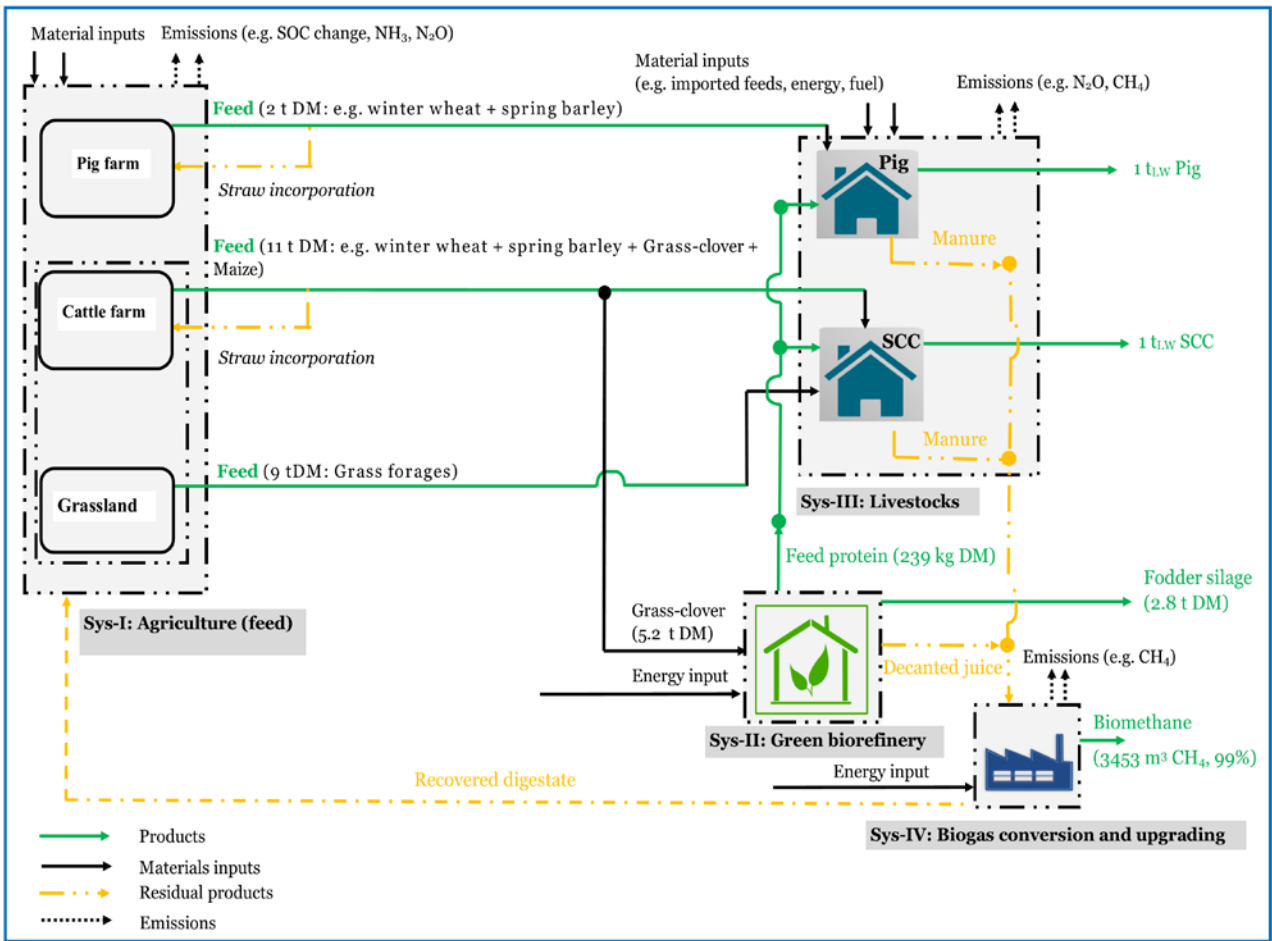 Material inputs
Emissions (e.g. SOC change, NH₃, N₂O)
Material inputs
(e.g. imported feeds, energy, fuel)
Emissions (e.g. N₂O, CH₄)
Feed (2 t DM: e.g. winter wheat + spring barley)
Pig farm
Straw incorporation
Pig
1 tLW Pig
Manure
Feed (11 t DM: e.g. winter wheat + spring barley + Grass-clover +
Maize)
Cattle farm
Straw incorporation
SCC
1 tLW SCC
Manure
Feed (9 tDM: Grass forages)
Grassland
Sys-III: Livestocks
Feed protein (239 kg DM)
Fodder silage
(2.8 t DM)
Sys-I: Agriculture (feed)
Grass-clover
(5.2 t DM)
Energy input
Decanted juice
Emissions (e.g. CH₄)
Sys-II: Green biorefinery
Biomethane
(3453 m³ CH₄, 99%)
Energy input
Recovered digestate
Sys-IV: Biogas conversion and upgrading
Products
Materials inputs
Residual products
Emissions